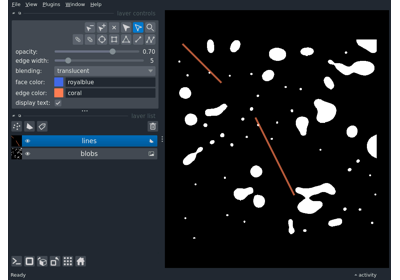 File View Plugins Window Help
layer controls
opacity: 0.70
edge width: 5
blending: translucent
face color: royalblue
edge color: coral
display text:
layer list
lines
blobs
Ready
activity